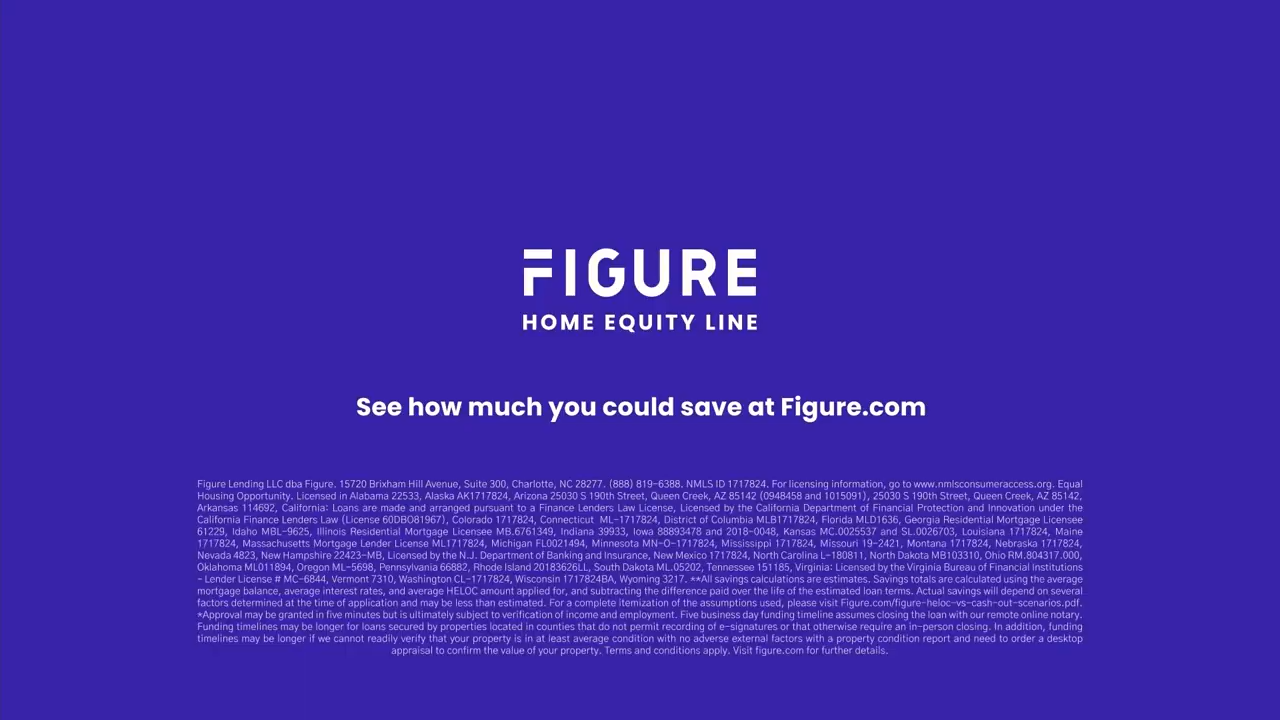 FIGURE
HOME EQUITY LINE
See how much you could save at Figure.com
Figure Lending LLC dba Figure. 15720 Brixham Hill Avenue, Suite 300, Charlotte, NC 28277. (888) 819-6388. NMLS ID 1717824. For licensing information, go to www.nmlsconsumeraccess.org. Equal
Housing Opportunity. Licensed in Alabama 22533, Alaska AK1717824, Arizona 25030 S 190th Street, Queen Creek, AZ 85142 (0948458 and 1015091), 25030 S 190th Street, Queen Creek, AZ 85142,
Arkansas 114692, California: Loans are made and arranged pursuant to a Finance Lenders Law License, Licensed by the California Department of Financial Protection and Innovation under the
California Finance Lenders Law (License 60DBO81967), Colorado 1717824, Connecticut ML-1717824, District of Columbia MLB1717824, Florida MLD1636, Georgia Residential Mortgage Licensee
61229, Idaho MBL-9625, Illinois Residential Mortgage Licensee MB.6761349, Indiana 39933, Iowa 88893478 and 2018-0048, Kansas MC.0025537 and SL.0026703, Louisiana 1717824, Maine
1717824, Massachusetts Mortgage Lender License ML1717824, Michigan FL0021494, Minnesota MN-O-1717824, Mississippi 1717824, Missouri 19-2421, Montana 1717824, Nebraska 1717824,
Nevada 4823, New Hampshire 22423-MB, Licensed by the N.J. Department of Banking and Insurance, New Mexico 1717824, North Carolina L-180811, North Dakota MB103310, Ohio RM.804317.000,
Oklahoma ML011894, Oregon ML-5698, Pennsylvania 66882, Rhode Island 20183626LL, South Dakota ML.05202, Tennessee 151185, Virginia: Licensed by the Virginia Bureau of Financial Institutions
- Lender License # MC-6844, Vermont 7310, Washington CL-1717824, Wisconsin 1717824BA, Wyoming 3217. **All savings calculations are estimates. Savings totals are calculated using the average
mortgage balance, average interest rates, and average HELOC amount applied for, and subtracting the difference paid over the life of the estimated loan terms. Actual savings will depend on several
factors determined at the time of application and may be less than estimated. For a complete itemization of the assumptions used, please visit Figure.com/figure-heloc-vs-cash-out-scenarios.pdf.
*Approval may be granted in five minutes but is ultimately subject to verification of income and employment. Five business day funding timeline assumes closing the loan with our remote online notary.
Funding timelines may be longer for loans secured by properties located in counties that do not permit recording of e-signatures or that otherwise require an in-person closing. In addition, funding
timelines may be longer if we cannot readily verify that your property is in at least average condition with no adverse external factors with a property condition report and need to order a desktop
appraisal to confirm the value of your property. Terms and conditions apply. Visit figure.com for further details.